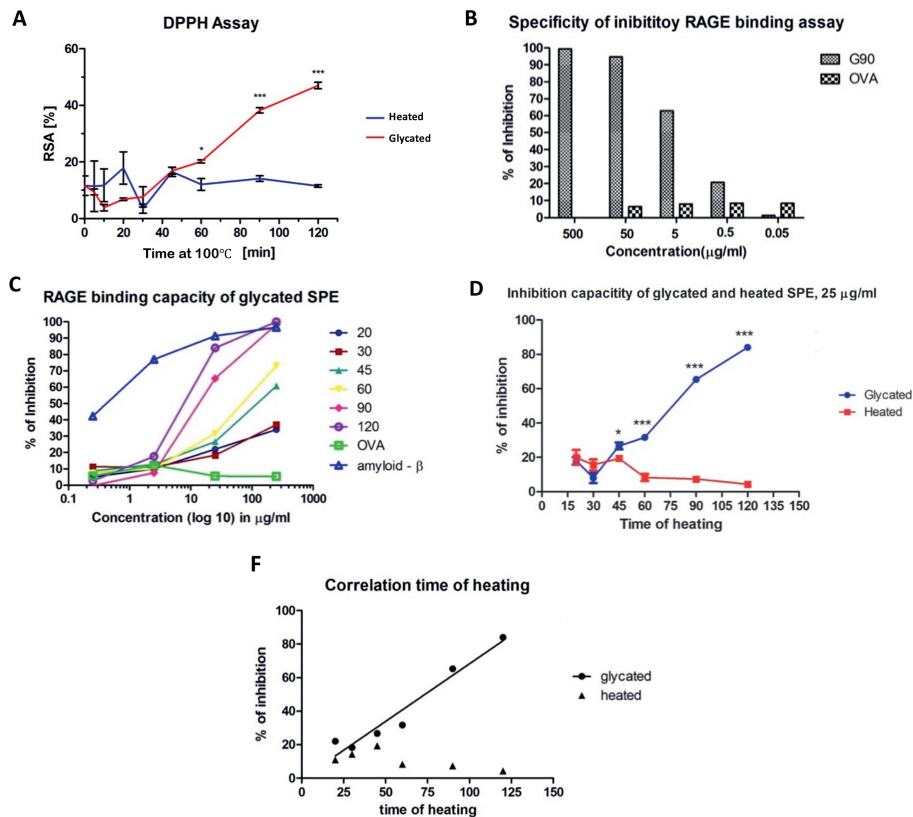 A
DPPH Assay
60
40
20
0
RSA [%]
*
***
***
Heated
Glycated
0 20 40 60 80 100 120
Time at 100℃ [min]
B
Specificity of inibititoy RAGE binding assay
100
90
80
70
60
50
40
30
20
10
0
% of Inhibition
G90
OVA
500 50 5 0.5 0.05
Concentration(μg/ml)
C
RAGE binding capacity of glycated SPE
100
90
80
70
60
50
40
30
20
10
0
% of Inhibition
20
30
45
60
90
120
OVA
amyloid - β
0.1 1 10 100 1000
Concentration (log 10) in μg/ml
D
Inhibition capacitity of glycated and heated SPE, 25 μg/ml
100
80
60
40
20
0
% of inhibition
*
***
***
***
Glycated
Heated
0 15 30 45 60 75 90 105 120 135 150
Time of heating
F
Correlation time of heating
100
80
60
40
20
0
% of inhibition
glycated
heated
0 25 50 75 100 125 150
time of heating